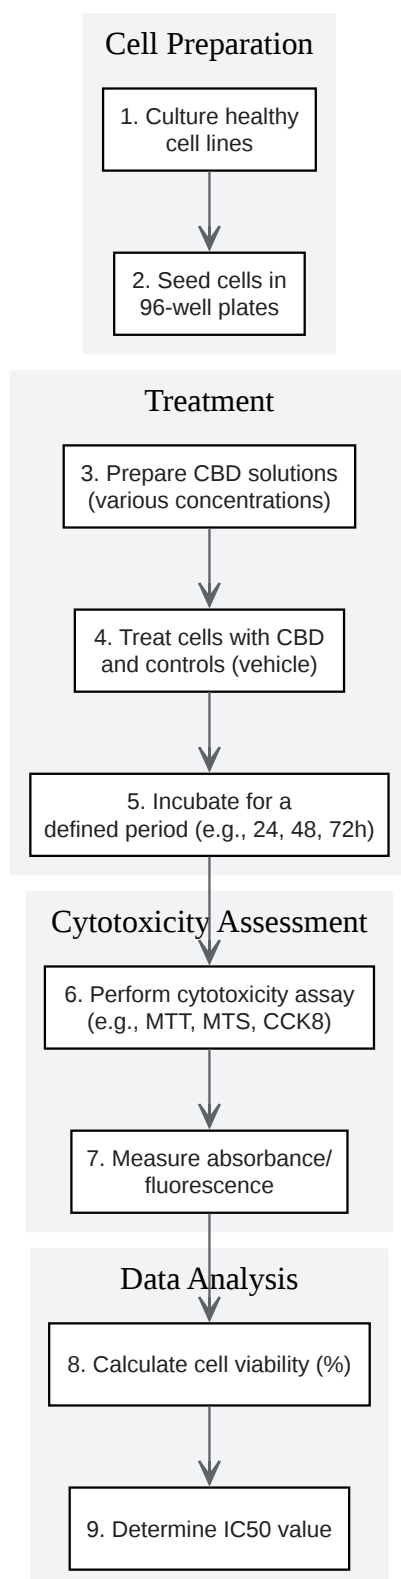 Cell Preparation
1. Culture healthy
cell lines
2. Seed cells in
96-well plates
Treatment
3. Prepare CBD solutions
(various concentrations)
4. Treat cells with CBD
and controls (vehicle)
5. Incubate for a
defined period (e.g., 24, 48, 72h)
Cytotoxicity Assessment
6. Perform cytotoxicity assay
(e.g., MTT, MTS, CCK8)
7. Measure absorbance/
fluorescence
Data Analysis
8. Calculate cell viability (%)
9. Determine IC50 value